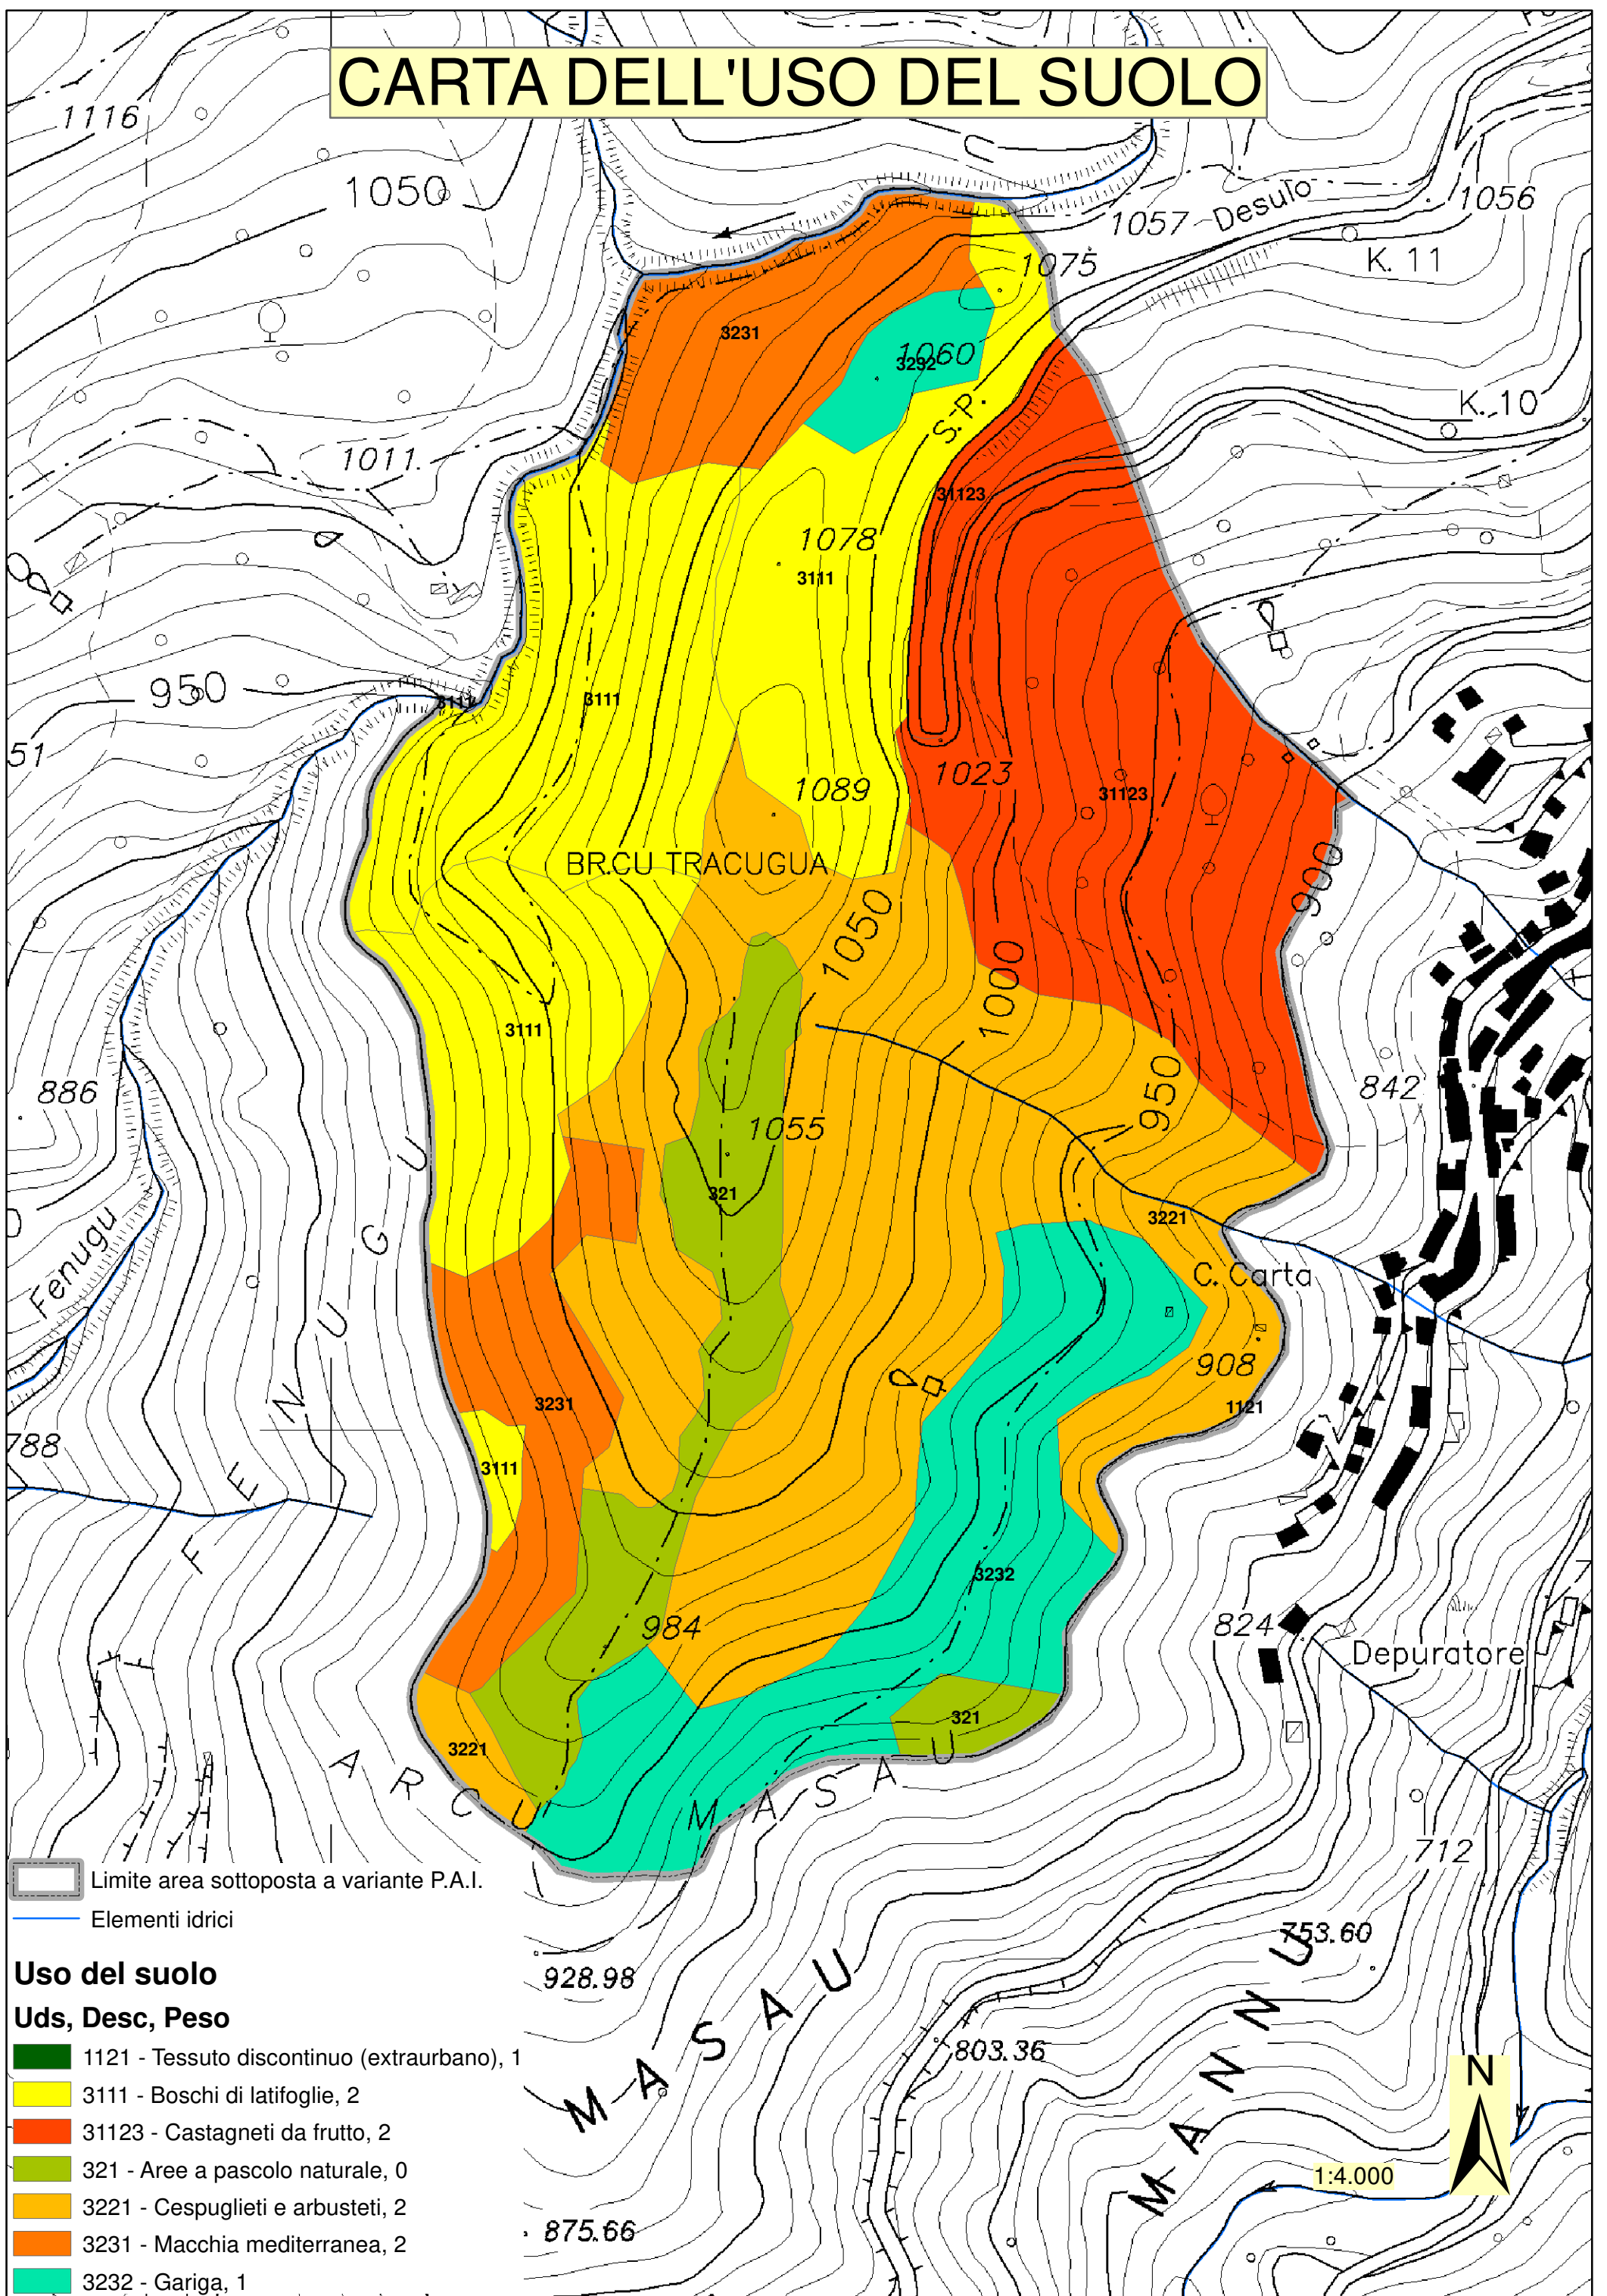 CARTA DELL'USO DEL SUOLO
1116
1050
1057
Desulo
1056
1075
K. 11
3231
1060
3232
S.P.
K. 10
1011
31123
1078
3111
950
3111
3111
51
1089
1023
31123
BR.CU TRACUGUA
900
1050
1000
3111
886
950
842
1055
321
3221
Fenugu
C. Carta
908
3231
1121
788
3111
FENUGU
3232
984
824
Depuratore
321
3221
ARCU
MASAU
712
Limite area sottoposta a variante P.A.I.
Elementi idrici
753.60
928.98
Uso del suolo
Uds, Desc, Peso
MASAU
MANNU
803.36
1121 - Tessuto discontinuo (extraurbano), 1
3111 - Boschi di latifoglie, 2
31123 - Castagneti da frutto, 2
321 - Aree a pascolo naturale, 0
3221 - Cespuglieti e arbusteti, 2
3231 - Macchia mediterranea, 2
3232 - Gariga, 1
875.66
N
1:4.000